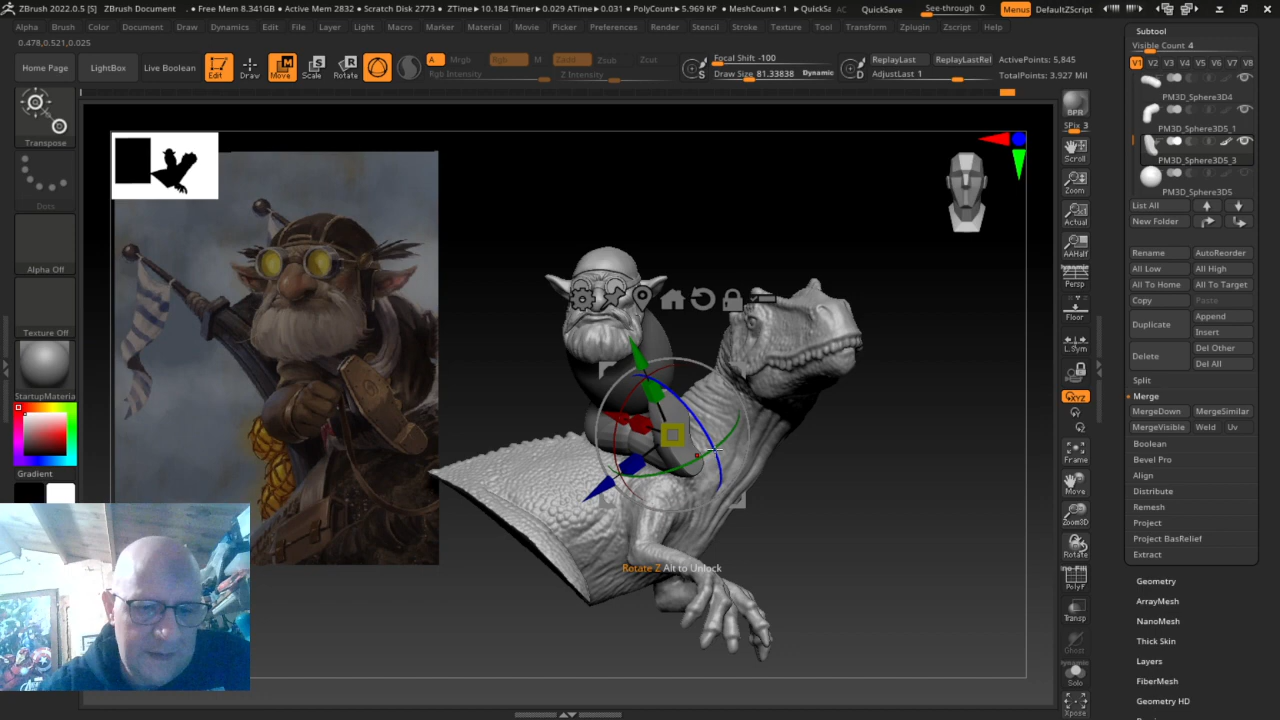 ZBrush 2022.0.5 [S] ZBrush Document • Free Mem 8.341GB • Active Mem 2832 • Scratch Disk 2773 • ZTime▸10.184 Timer▸0.029 ATime▸0.031 • PolyCount▸5.969 KP • MeshCount▸1 AC QuickSave See-through 0 Menus DefaultZScript
Alpha Brush Color Document Draw Dynamics Edit File Layer Light Macro Marker Material Movie Picker Preferences Render Stencil Stroke Texture Tool Transform Zplugin Zscript Help
0.478,0.521,0.025
Home Page LightBox Live Boolean Edit Draw Move Scale Rotate A Mrgb Rgb M Zadd Zsub Zcut
Rgb Intensity Z Intensity
Focal Shift -100
Draw Size 81.33838 Dynamic
ReplayLast ReplayLastRel
AdjustLast 1
ActivePoints: 5,845
TotalPoints: 3.927 Mil
Transpose
Dots
Alpha Off
Texture Off
StartupMateria
Gradient
Rotate Z Alt to Unlock
BPR
SPix 3
Scroll
Zoom
Actual
AAHalf
Dynamic
Persp
Floor
L.Sym
XYZ
Frame
Move
Zoom3D
Rotate
PolyF
Transp
Ghost
Dynamic
Solo
Xpose
Subtool
Visible Count 4
V1 V2 V3 V4 V5 V6 V7 V8
PM3D_Sphere3D4
PM3D_Sphere3D5_1
PM3D_Sphere3D5_3
PM3D_Sphere3D5
List All
New Folder
Rename AutoReorder
All Low All High
All To Home All To Target
Copy Paste
Duplicate Append
Insert
Delete Del Other
Del All
Split
Merge
MergeDown MergeSimilar
MergeVisible Weld Uv
Boolean
Bevel Pro
Align
Distribute
Remesh
Project
Project BasRelief
Extract
Geometry
ArrayMesh
NanoMesh
Thick Skin
Layers
FiberMesh
Geometry HD